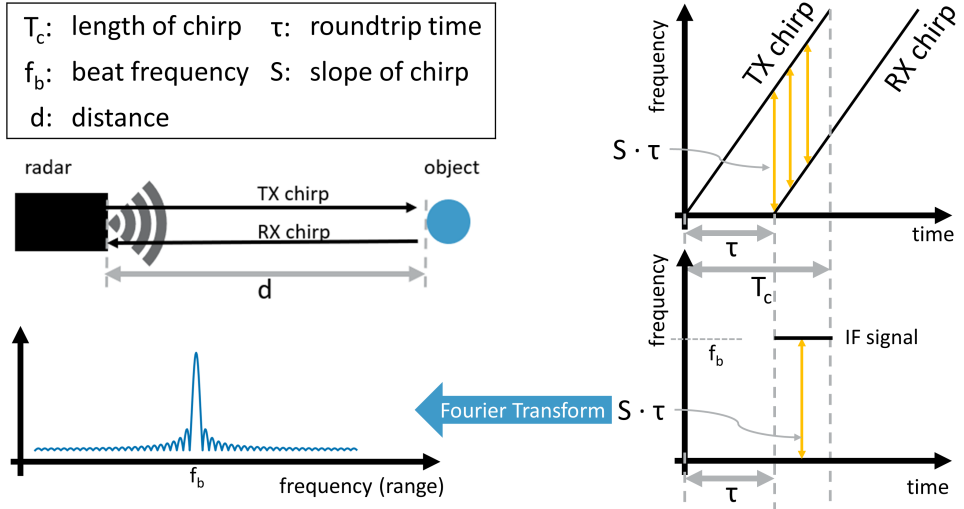 T_c: length of chirp τ: roundtrip time
f_b: beat frequency S: slope of chirp
d: distance
radar
object
TX chirp
RX chirp
d
frequency
TX chirp
RX chirp
S · τ
time
τ
frequency
T_c
f_b
IF signal
S · τ
Fourier Transform
τ
time
f_b
frequency (range)